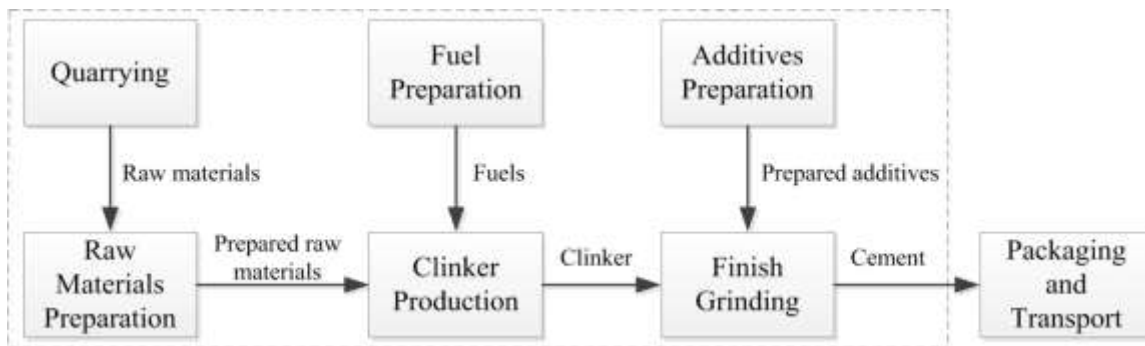 Quarrying
Fuel
Preparation
Additives
Preparation
Raw materials
Fuels
Prepared additives
Raw
Materials
Preparation
Prepared raw
materials
Clinker
Production
Clinker
Finish
Grinding
Cement
Packaging
and
Transport